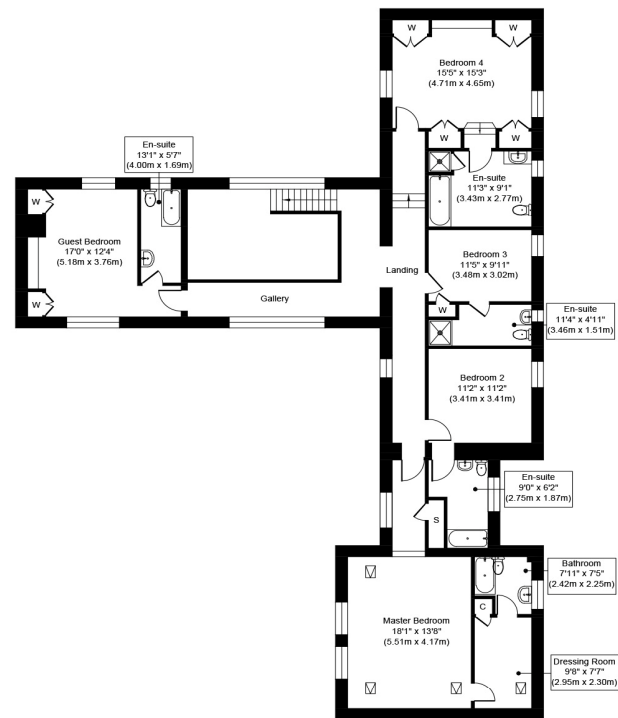 W
W
Bedroom 4
15'5" x 15'3"
(4.71m x 4.65m)
W
W
En-suite
13'1" x 5'7"
(4.00m x 1.69m)
En-suite
11'3" x 9'1"
(3.43m x 2.77m)
W
Guest Bedroom
17'0" x 12'4"
(5.18m x 3.76m)
W
Gallery
Landing
Bedroom 3
11'5" x 9'11"
(3.48m x 3.02m)
W
En-suite
11'4" x 4'11"
(3.46m x 1.51m)
Bedroom 2
11'2" x 11'2"
(3.41m x 3.41m)
En-suite
9'0" x 6'2"
(2.75m x 1.87m)
S
Bathroom
7'11" x 7'5"
(2.42m x 2.25m)
C
Master Bedroom
18'1" x 13'8"
(5.51m x 4.17m)
Dressing Room
9'8" x 7'7"
(2.95m x 2.30m)